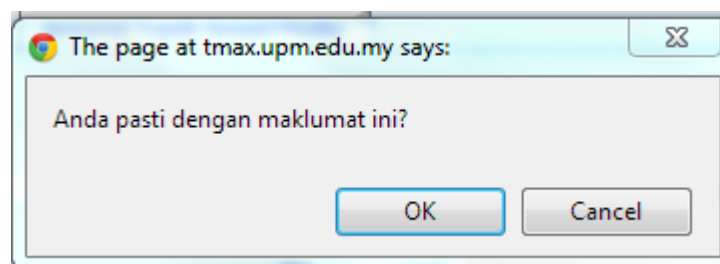 The page at tmax.upm.edu.my says:
Anda pasti dengan maklumat ini?
OK Cancel